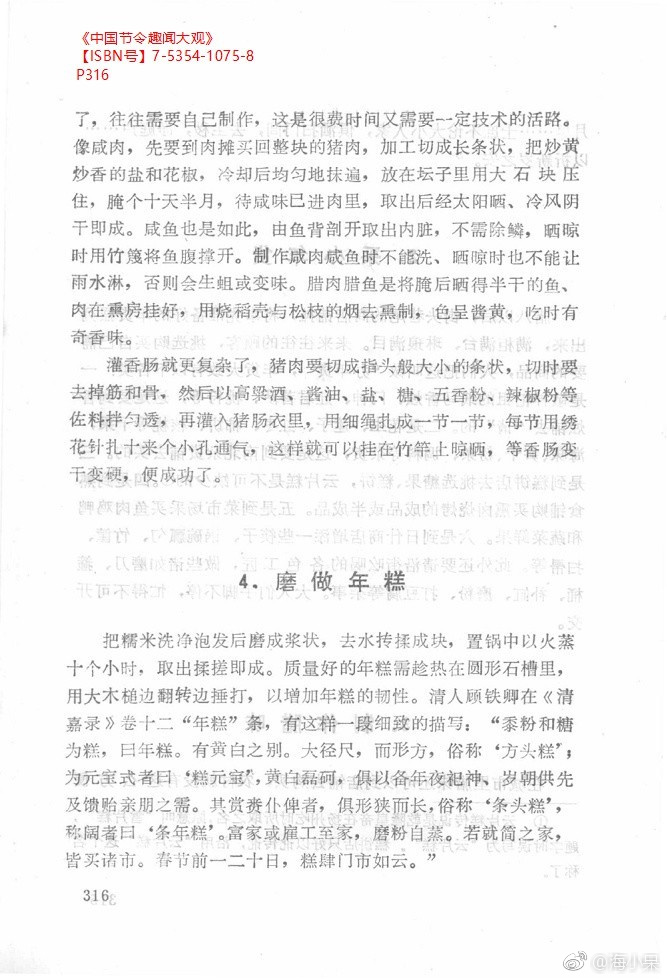 《中国节令趣闻大观》
【ISBN号】7-5354-1075-8
P316
了，往往需要自己制作，这是很费时间又需要一定技术的活路。
像咸肉，先要到肉摊买回整块的猪肉，加工切成长条状，把炒黄
炒香的盐和花椒，冷却后均匀地抹遍，放在坛子里用大石块压
住，腌个十天半月，待咸味巳进肉里，取出后经太阳晒、冷风阴
干即成。咸鱼也是如此，由鱼背剖开取出内脏，不需除鳞，晒晾
时用竹篾将鱼腹撑开。制作咸肉咸鱼时不能洗、晒晾时也不能让
雨水淋，否则会生蛆或变味。腊肉腊鱼是将腌后晒得半干的鱼、
肉在熏房挂好，用烧稻壳与松枝的烟去熏制，色呈酱黄，吃时有
奇香味。
灌香肠就更复杂了，猪肉要切成指头般大小的条状，切时要
去掉筋和骨，然后以高梁酒、酱油、盐、糖、五香粉、辣椒粉等
佐料拌匀透，再灌入猪肠衣里，用细绳扎成一节一节，每节用绣
花针扎十来个小孔通气，这样就可以挂在竹竿上晾晒，等香肠变
干变硬，便成功了。
4．磨做年糕
把糯米洗净泡发后磨成浆状，去水抟揉成块，置锅中以火蒸
十个小时，取出揉搓即成。质量好的年糕需趁热在圆形石槽里，
用大木槌边翻转边捶打，以增加年糕的韧性。清人顾铁卿在《清
嘉录》卷十二“年糕”条，有这样一段细致的描写：“黍粉和糖
为糕，曰年糕。有黄白之别。大径尺，而形方，俗称‘方头糕’；
为元宝式者曰‘糕元宝’，黄白磊砢，俱以备年夜祀神、岁朝供先
及馈贻亲朋之需。其赏赉仆俾者，俱形狭而长，俗称‘条头糕’，
称阔者曰‘条年糕’。富家或雇工至家，磨粉自蒸。若就简之家，
皆买诸市。春节前一二十日，糕肆门市如云。”
316
@海小杲